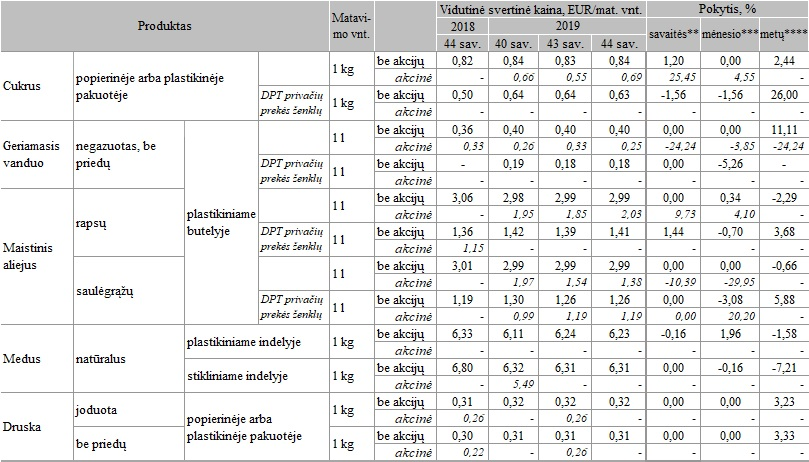 Produktas Matavi-mo vnt. Vidutinė svertinė kaina, EUR/mat. vnt. Pokytis, %
2018 2019 savaitės** mėnesio*** metų****
44 sav. 40 sav. 43 sav. 44 sav.
Cukrus popierinėje arba plastikinėje pakuotėje 1 kg be akcijų 0,82 0,84 0,83 0,84 1,20 0,00 2,44
akcinė - 0,66 0,55 0,69 25,45 4,55 -
DPT privačių prekės ženklų 1 kg be akcijų 0,50 0,64 0,64 0,63 -1,56 -1,56 26,00
akcinė - - - - - - -
Geriamasis vanduo negazuotas, be priedų plastikiniame butelyje 1 l be akcijų 0,36 0,40 0,40 0,40 0,00 0,00 11,11
akcinė 0,33 0,26 0,33 0,25 -24,24 -3,85 -24,24
DPT privačių prekės ženklų 1 l be akcijų - 0,19 0,18 0,18 0,00 -5,26 -
akcinė - - - - - - -
Maistinis aliejus rapsų 1 l be akcijų 3,06 2,98 2,99 2,99 0,00 0,34 -2,29
akcinė - 1,95 1,85 2,03 9,73 4,10 -
DPT privačių prekės ženklų 1 l be akcijų 1,36 1,42 1,39 1,41 1,44 -0,70 3,68
akcinė 1,15 - - - - - -
saulėgrąžų 1 l be akcijų 3,01 2,99 2,99 2,99 0,00 0,00 -0,66
akcinė - 1,97 1,54 1,38 -10,39 -29,95 -
DPT privačių prekės ženklų 1 l be akcijų 1,19 1,30 1,26 1,26 0,00 -3,08 5,88
akcinė - 0,99 1,19 1,19 0,00 20,20 -
Medus natūralus plastikiniame indelyje 1 kg be akcijų 6,33 6,11 6,24 6,23 -0,16 1,96 -1,58
akcinė - - - - - - -
stikliniame indelyje 1 kg be akcijų 6,80 6,32 6,31 6,31 0,00 -0,16 -7,21
akcinė - 5,49 - - - - -
Druska joduota popierinėje arba plastikinėje pakuotėje 1 kg be akcijų 0,31 0,32 0,32 0,32 0,00 0,00 3,23
akcinė 0,26 - 0,26 - - - -
be priedų 1 kg be akcijų 0,30 0,31 0,31 0,31 0,00 0,00 3,33
akcinė 0,22 - 0,26 - - - -